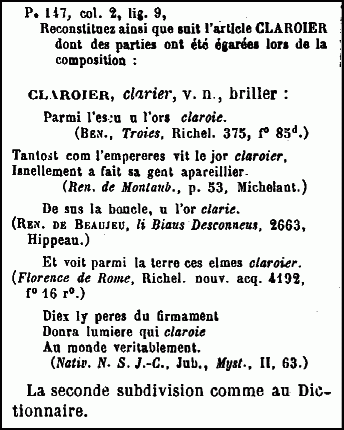 P. 147, col. 2, lig. 9,
Reconstituez ainsi que suit l'article CLAROIER
dont des parties ont été égarées lors de la
composition :
CLAROIER, clarier, v. n., briller :
Parmi l'escu u l'ors claroie.
(BEN., Troies, Richel. 375, f° 85d.)
Tantost com l'empereres vit le jor claroier,
Isnellement a fait sa gent apareillier.
(Ren. de Montaub., p. 53, Michelant.)
De sus la boucle, u l'or clarie.
(REN. DE BEAUJEU, li Biaus Desconneus, 2663,
Hippeau.)
Et voit parmi la terre ces elmes claroier.
(Florence de Rome, Richel. nouv. acq. 4192,
f° 16 r°.)
Diex ly peres du firmament
Donra lumiere qui claroie
Au monde veritablement.
(Nativ. N. S. J.-C., Jub., Myst., II, 63.)
La seconde subdivision comme au Dic-
tionnaire.